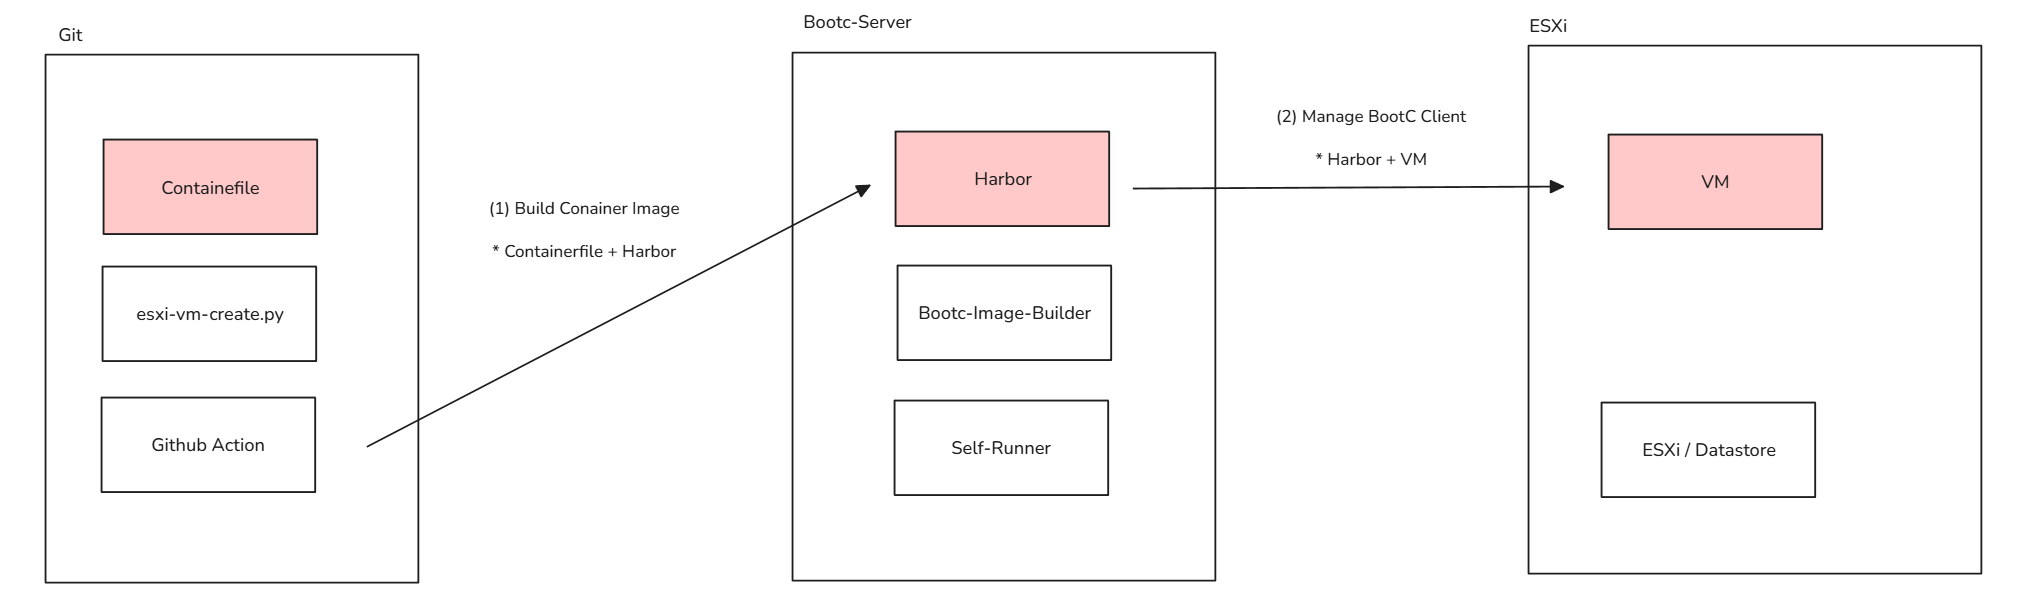 Git
Containefile
esxi-vm-create.py
Github Action
(1) Build Conainer Image
* Containerfile + Harbor
Bootc-Server
Harbor
Bootc-Image-Builder
Self-Runner
(2) Manage BootC Client
* Harbor + VM
ESXi
VM
ESXi / Datastore